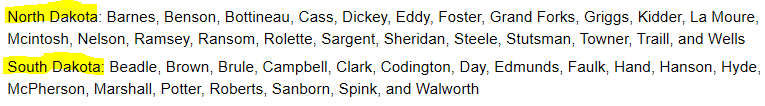 North Dakota: Barnes, Benson, Bottineau, Cass, Dickey, Eddy, Foster, Grand Forks, Griggs, Kidder, La Moure,
Mcintosh, Nelson, Ramsey, Ransom, Rolette, Sargent, Sheridan, Steele, Stutsman, Towner, Traill, and Wells
South Dakota: Beadle, Brown, Brule, Campbell, Clark, Codington, Day, Edmunds, Faulk, Hand, Hanson, Hyde,
McPherson, Marshall, Potter, Roberts, Sanborn, Spink, and Walworth